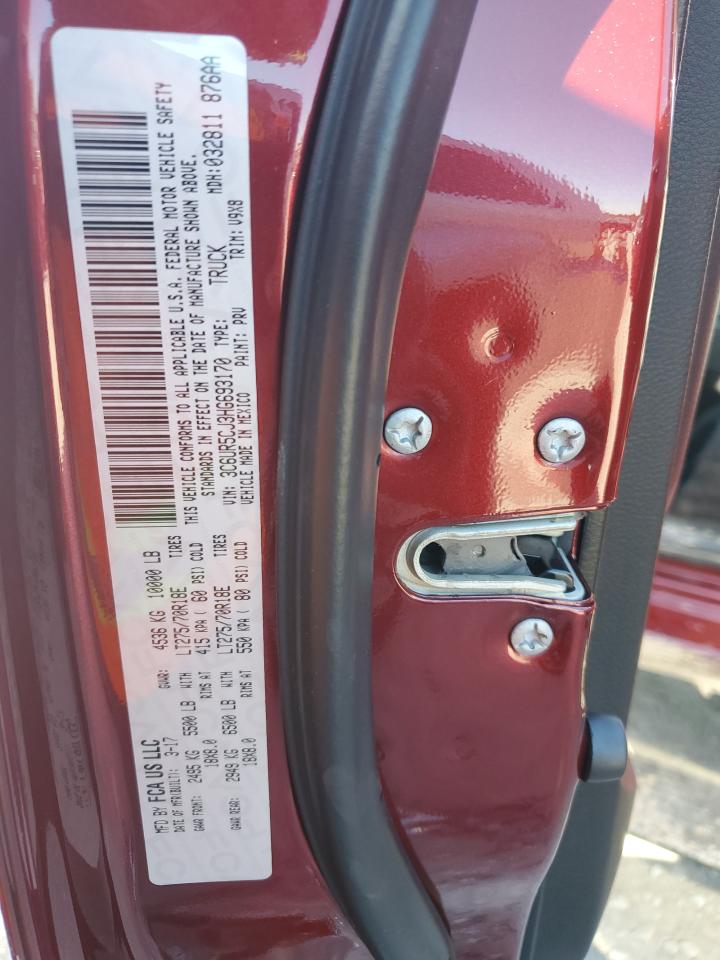 MFD BY FCA US LLC
DATE OF MFR(BUILT): 3-17 GVWR: 4536 KG 10000 LB
GAWR FRONT: 2495 KG 5500 LB WITH LT275/70R18E TIRES
18X8.0 RIMS AT 415 KPA ( 60 PSI) COLD
GAWR REAR: 2949 KG 6500 LB WITH LT275/70R18E TIRES
18X8.0 RIMS AT 550 KPA ( 80 PSI) COLD
THIS VEHICLE CONFORMS TO ALL APPLICABLE U.S.A. FEDERAL MOTOR VEHICLE SAFETY
STANDARDS IN EFFECT ON THE DATE OF MANUFACTURE SHOWN ABOVE.
VIN: 3C6UR5CJ3HG693170 TYPE: TRUCK MDH:032811 876AA
VEHICLE MADE IN MEXICO PAINT: PRV TRIM: V9X8